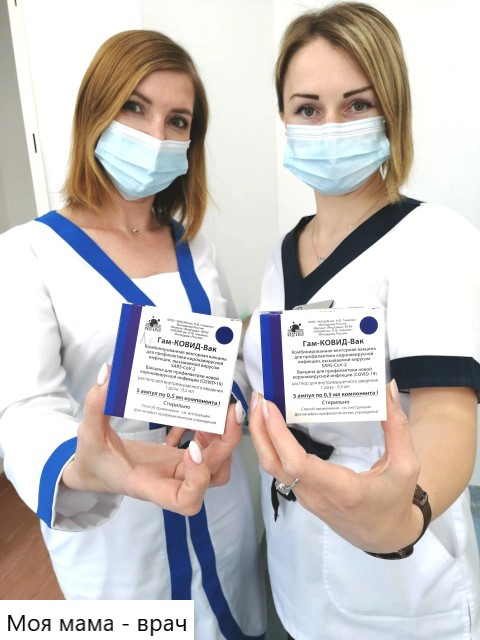 Гам-КОВИД-Вак
Комбинированная векторная вакцина
для профилактики коронавирусной
инфекции, вызываемой вирусом
SARS-CoV-2
Вакцина для профилактики новой
коронавирусной инфекции (COVID-19)
раствор для внутримышечного введения
1 доза - 0,5 мл
5 ампул по 0,5 мл компонента I
Стерильно
Способ применения - см. инструкцию
Для лечебно-профилактических учреждений
Гам-КОВИД-Вак
Комбинированная векторная вакцина
для профилактики коронавирусной
инфекции, вызываемой вирусом
SARS-CoV-2
Вакцина для профилактики новой
коронавирусной инфекции (COVID-19)
раствор для внутримышечного введения
1 доза - 0,5 мл
5 ампул по 0,5 мл компонента I
Стерильно
Способ применения - см. инструкцию
Для лечебно-профилактических учреждений
Моя мама - врач